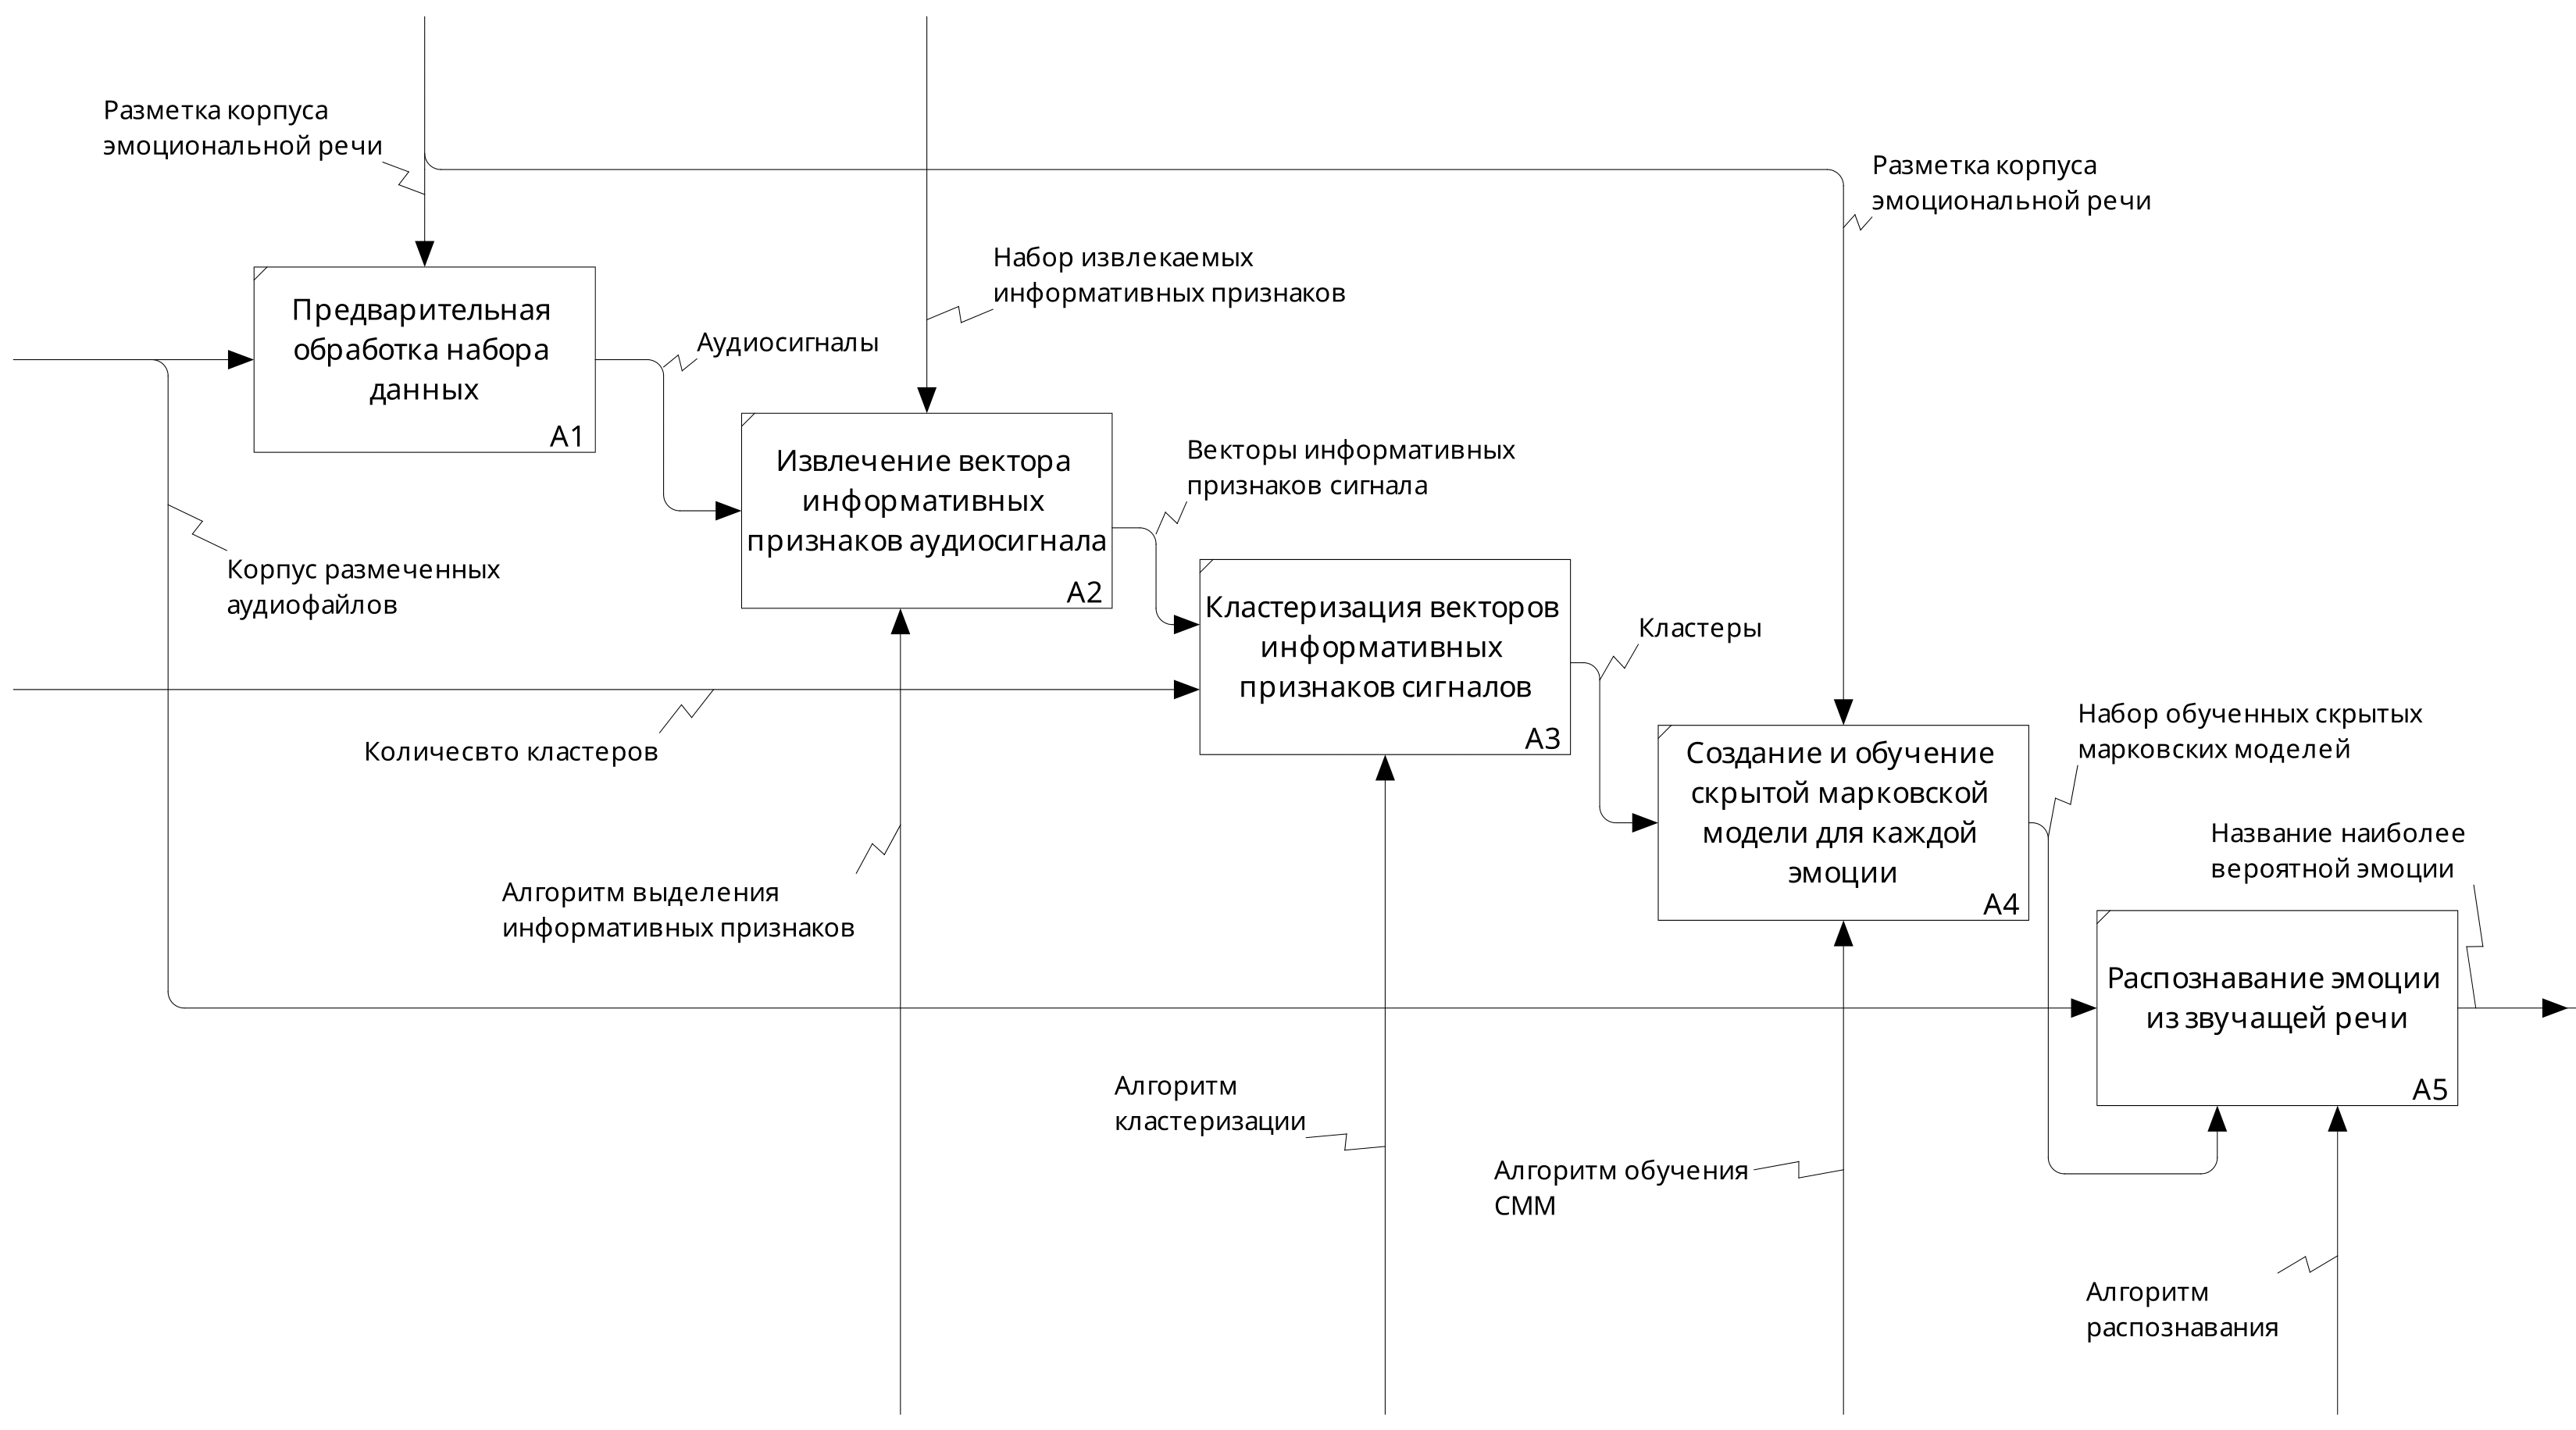 Разметка корпуса
эмоциональной речи
Разметка корпуса
эмоциональной речи
Набор извлекаемых
информативных признаков
Предварительная
обработка набора
данных
A1
Аудиосигналы
Извлечение вектора
информативных
признаков аудиосигнала
A2
Векторы информативных
признаков сигнала
Корпус размеченных
аудиофайлов
Кластеризация векторов
информативных
признаков сигналов
A3
Кластеры
Количесвто кластеров
Создание и обучение
скрытой марковской
модели для каждой
эмоции
A4
Набор обученных скрытых
марковских моделей
Название наиболее
вероятной эмоции
Алгоритм выделения
информативных признаков
Распознавание эмоции
из звучащей речи
A5
Алгоритм
кластеризации
Алгоритм обучения
СММ
Алгоритм
распознавания